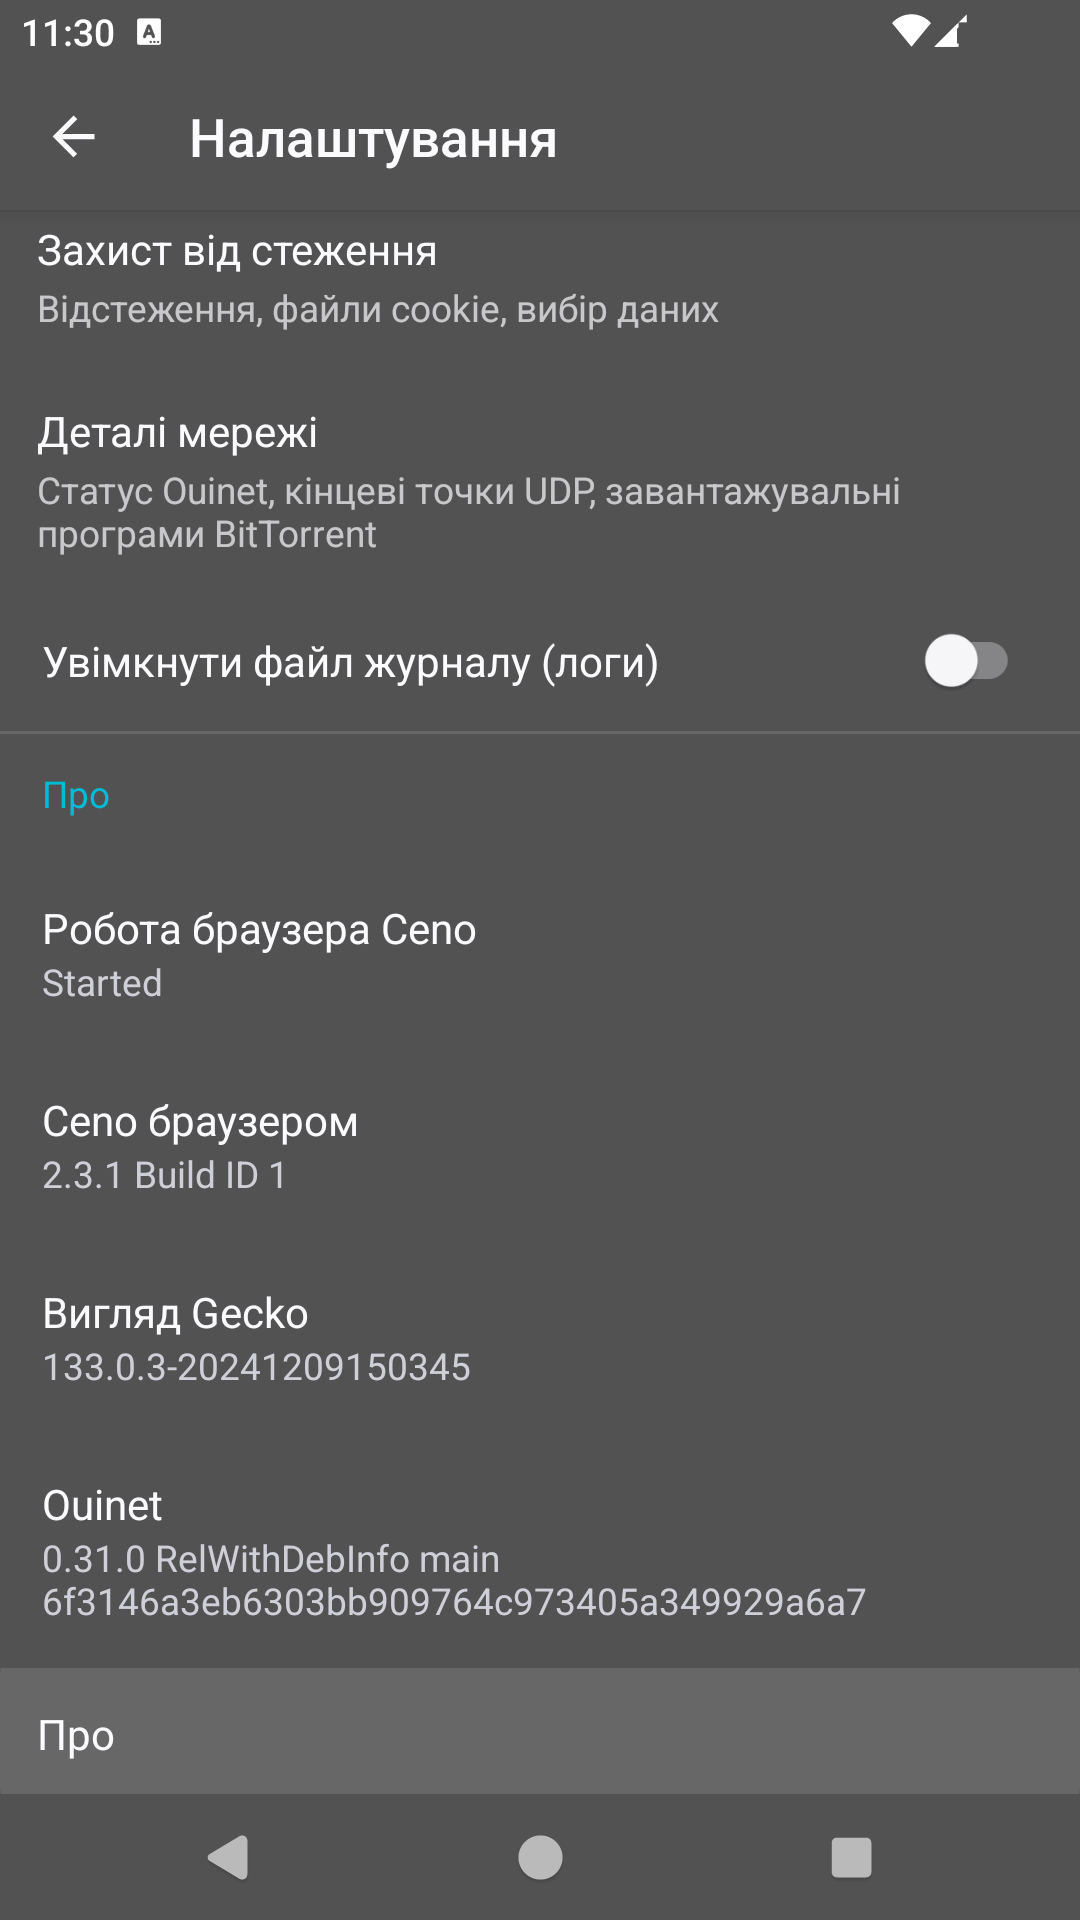 11:30
Налаштування
Захист від стеження
Відстеження, файли cookie, вибір даних
Деталі мережі
Статус Ouinet, кінцеві точки UDP, завантажувальні
програми BitTorrent
Увімкнути файл журналу (логи)
Про
Робота браузера Ceno
Started
Ceno браузером
2.3.1 Build ID 1
Вигляд Gecko
133.0.3-20241209150345
Ouinet
0.31.0 RelWithDebInfo main
6f3146a3eb6303bb909764c973405a349929a6a7
Про